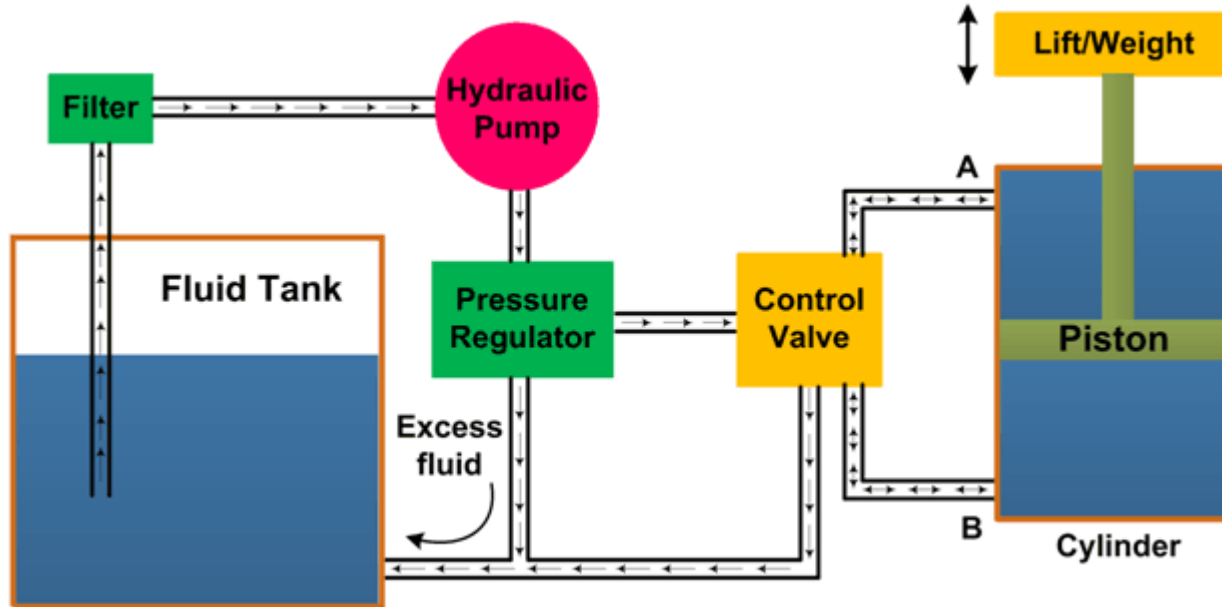 Lift/Weight
Filter
Hydraulic
Pump
A
Fluid Tank
Pressure
Regulator
Control
Valve
Piston
Excess
fluid
B
Cylinder